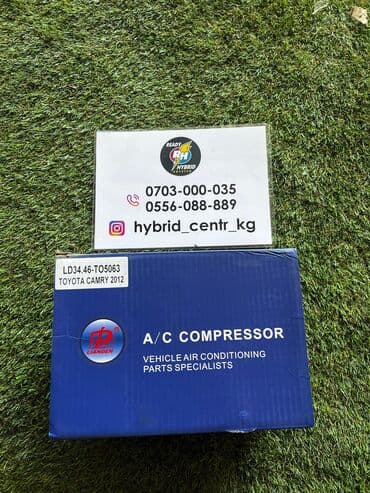 READY
RH
HYBRID
0703-000-035
0556-088-889
hybrid_centr_kg
LD34.46-TO5063
TOYOTA CAMRY 2012
LIANDEN
A/C COMPRESSOR
VEHICLE AIR CONDITIONING
PARTS SPECIALISTS